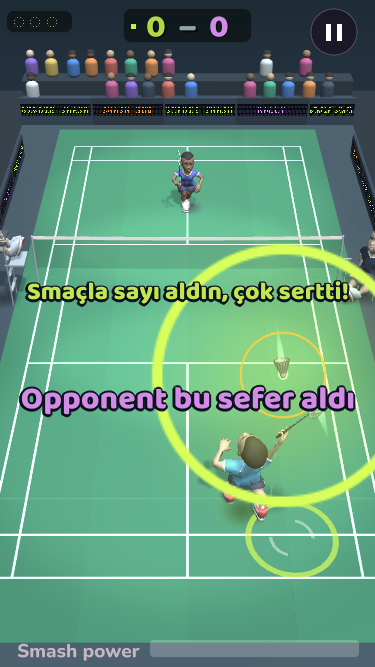 0 – 0
Smaçla sayı aldın, çok sertti!
Opponent bu sefer aldı
Smash power